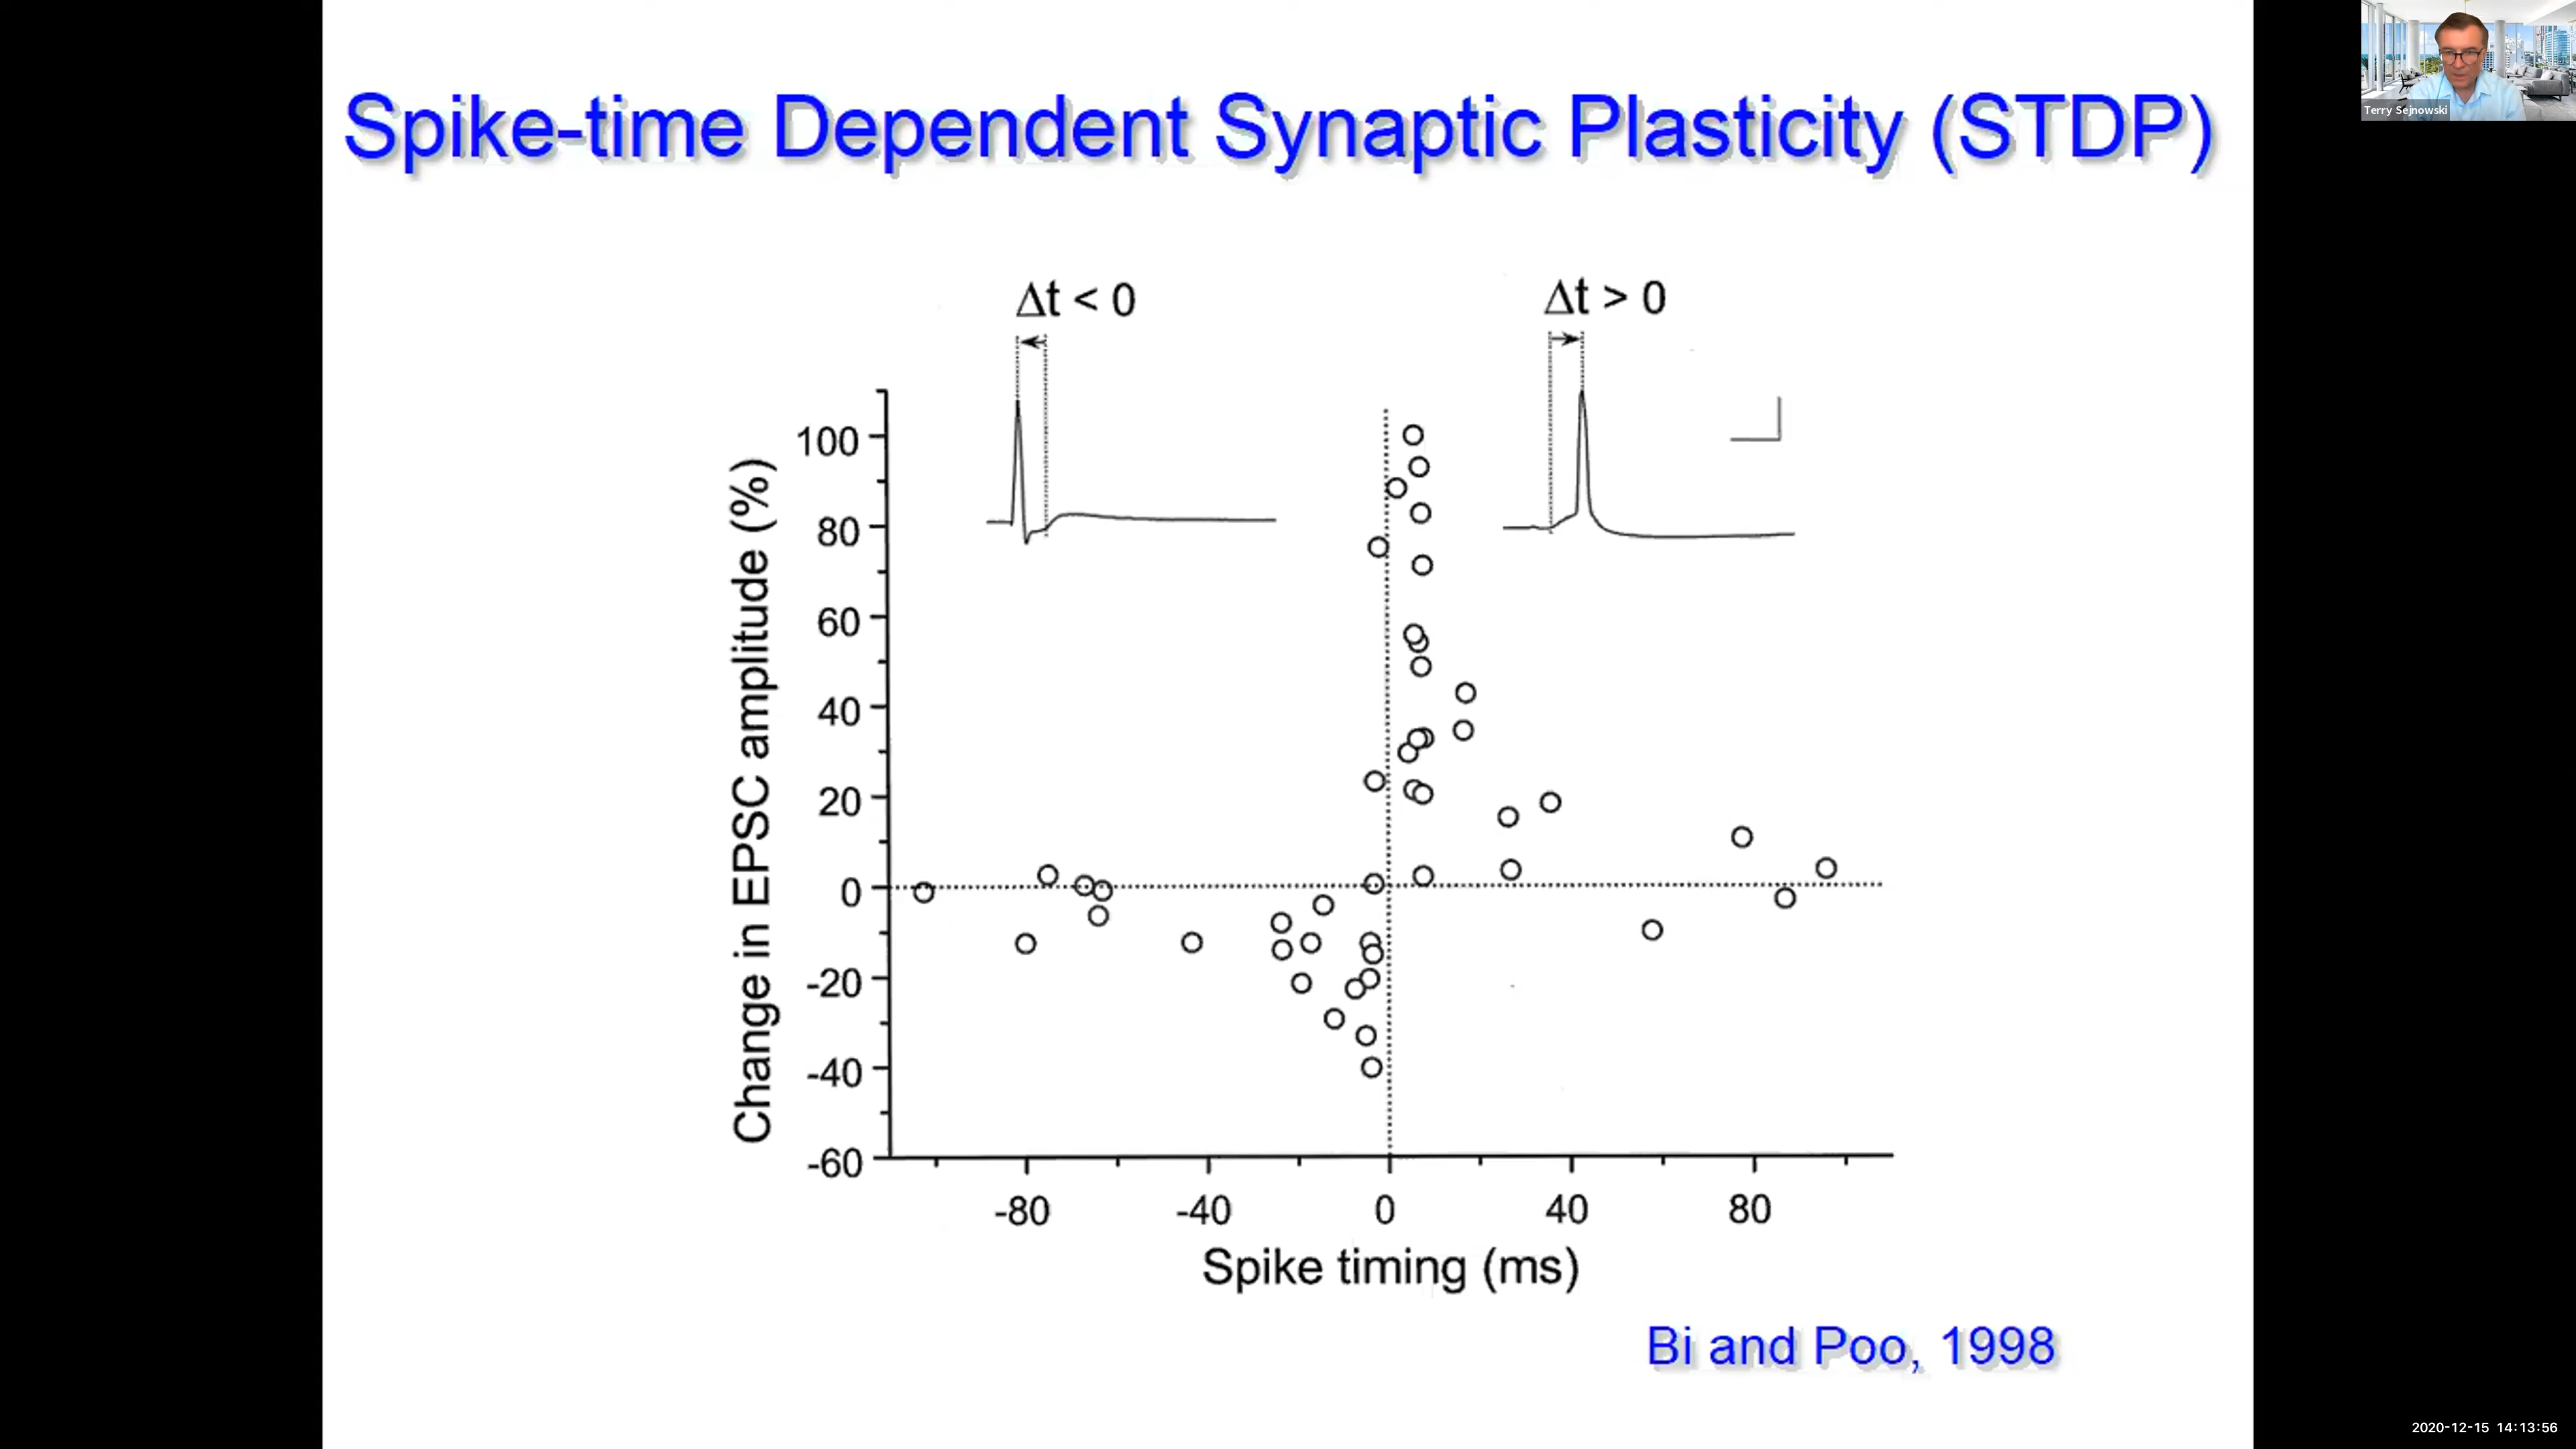 Terry Sejnowski
Spike-time Dependent Synaptic Plasticity (STDP)
Δt < 0
Δt > 0
Change in EPSC amplitude (%)
100
80
60
40
20
0
-20
-40
-60
-80
-40
0
40
80
Spike timing (ms)
Bi and Poo, 1998
2020-12-15 14:13:56